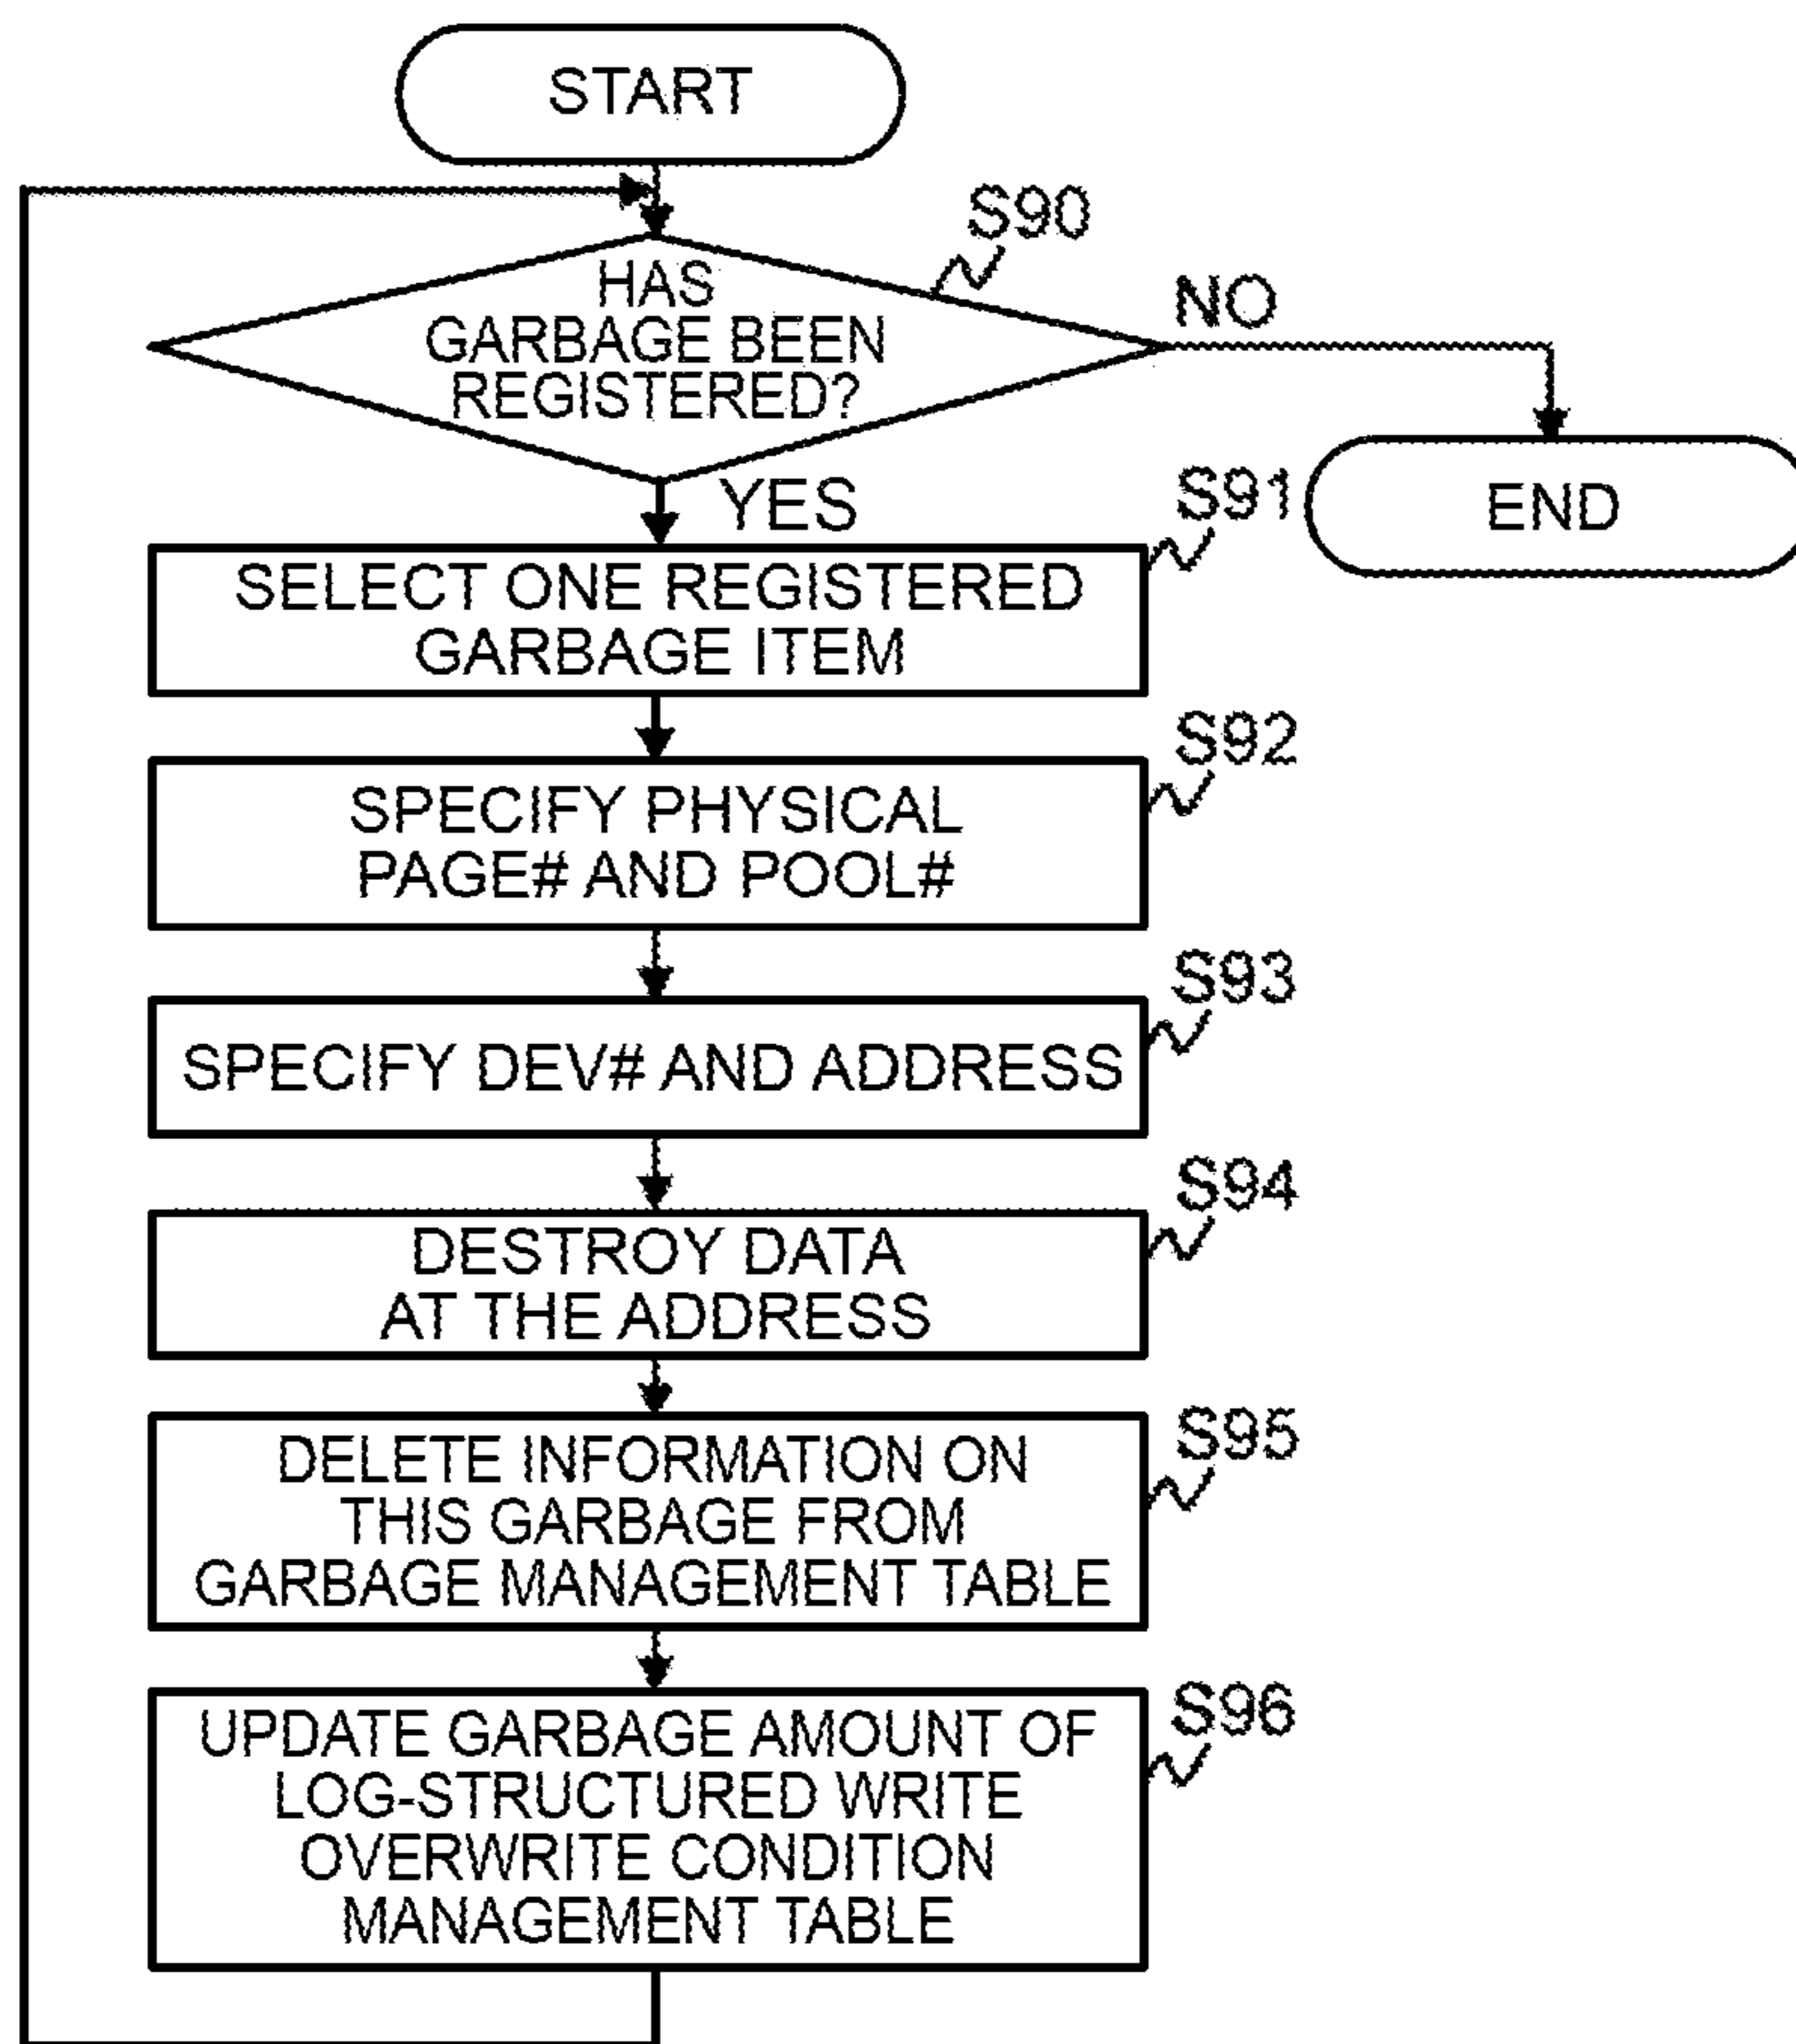 START
S90
HAS
GARBAGE BEEN
REGISTERED?
NO
END
YES
S91
SELECT ONE REGISTERED
GARBAGE ITEM
S92
SPECIFY PHYSICAL
PAGE# AND POOL#
S93
SPECIFY DEV# AND ADDRESS
S94
DESTROY DATA
AT THE ADDRESS
S95
DELETE INFORMATION ON
THIS GARBAGE FROM
GARBAGE MANAGEMENT TABLE
S96
UPDATE GARBAGE AMOUNT OF
LOG-STRUCTURED WRITE
OVERWRITE CONDITION
MANAGEMENT TABLE